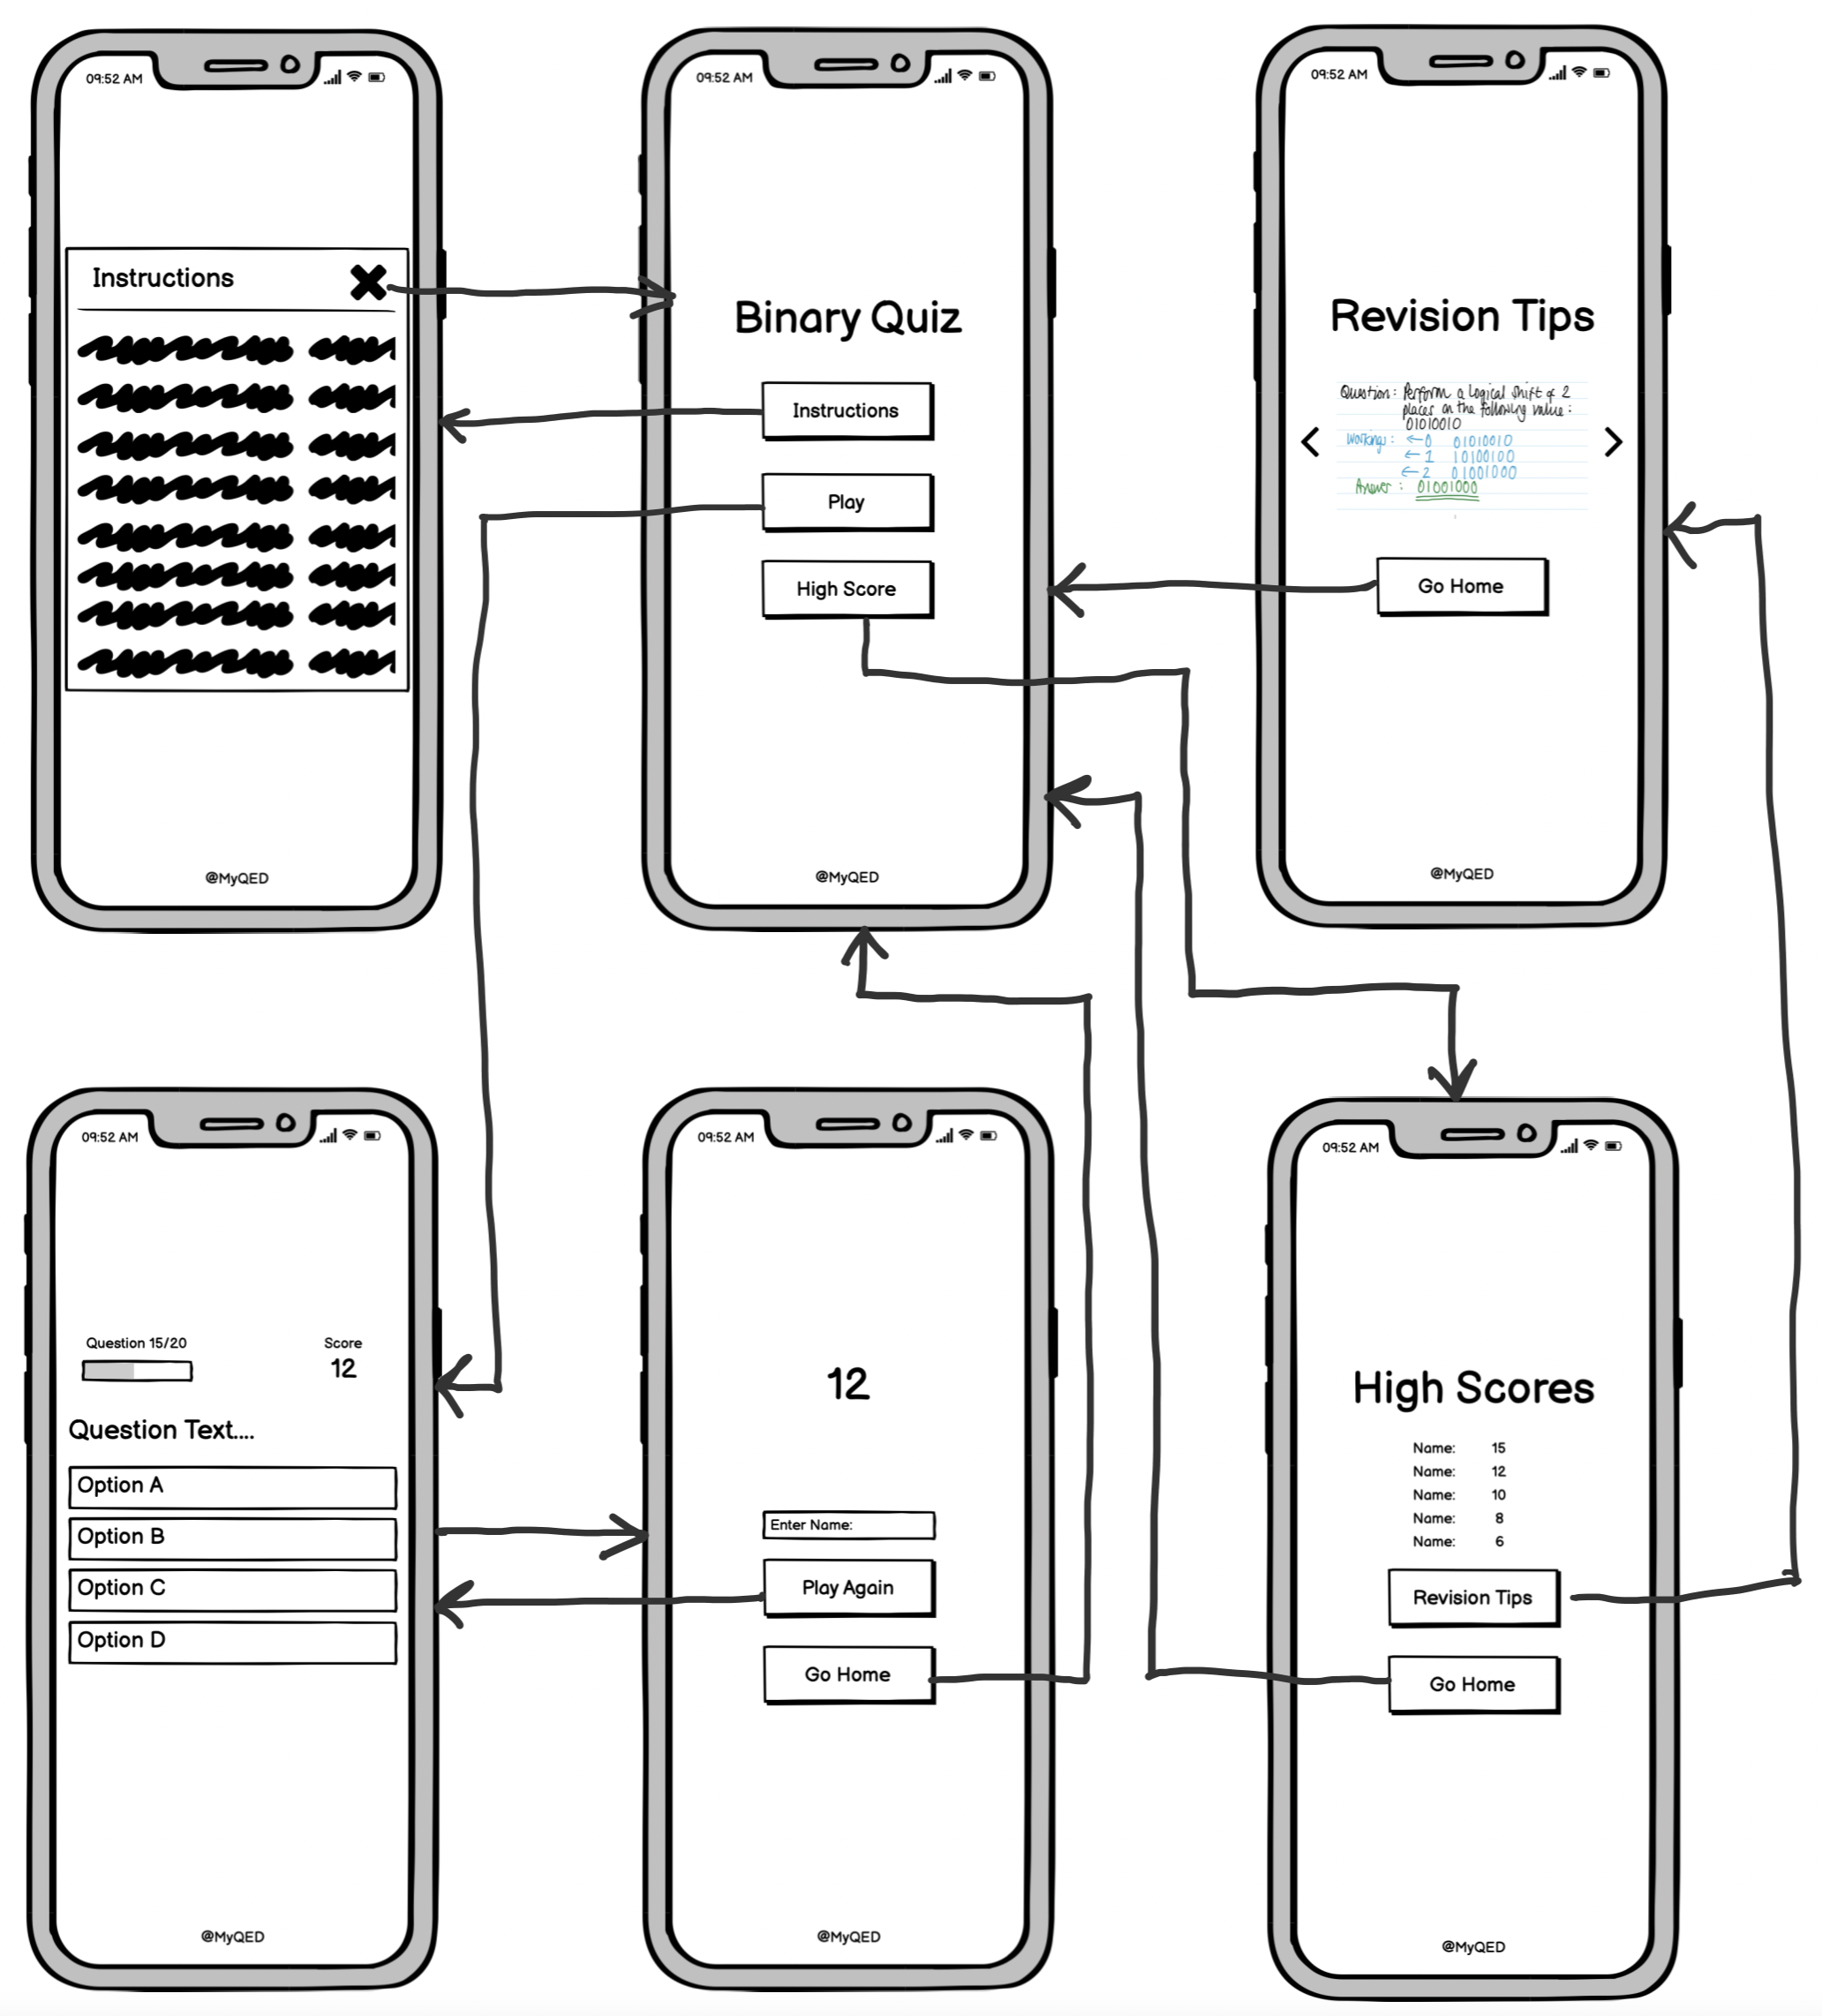 09:52 AM
Instructions
@MyQED
09:52 AM
Binary Quiz
Instructions
Play
High Score
@MyQED
09:52 AM
Revision Tips
Question: Perform a Logical Shift of 2
places on the following value:
01010010
Workings: ←0 01010010
←1 10100100
←2 01001000
Answer: 01001000
Go Home
@MyQED
09:52 AM
Question 15/20 Score
12
Question Text....
Option A
Option B
Option C
Option D
@MyQED
09:52 AM
12
Enter Name:
Play Again
Go Home
@MyQED
09:52 AM
High Scores
Name: 15
Name: 12
Name: 10
Name: 8
Name: 6
Revision Tips
Go Home
@MyQED